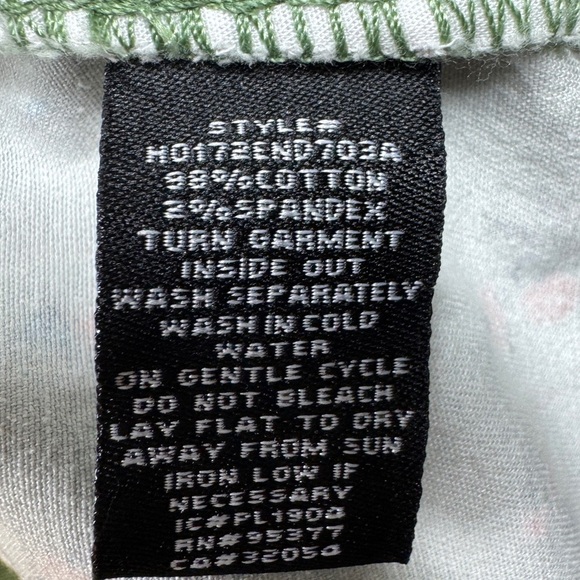 STYLE#
H0172END703A
98%COTTON
2%SPANDEX
TURN GARMENT
INSIDE OUT
WASH SEPARATELY
WASH IN COLD
WATER
ON GENTLE CYCLE
DO NOT BLEACH
LAY FLAT TO DRY
AWAY FROM SUN
IRON LOW IF
NECESSARY
IC#PL1904
RN#95377
CA#32054